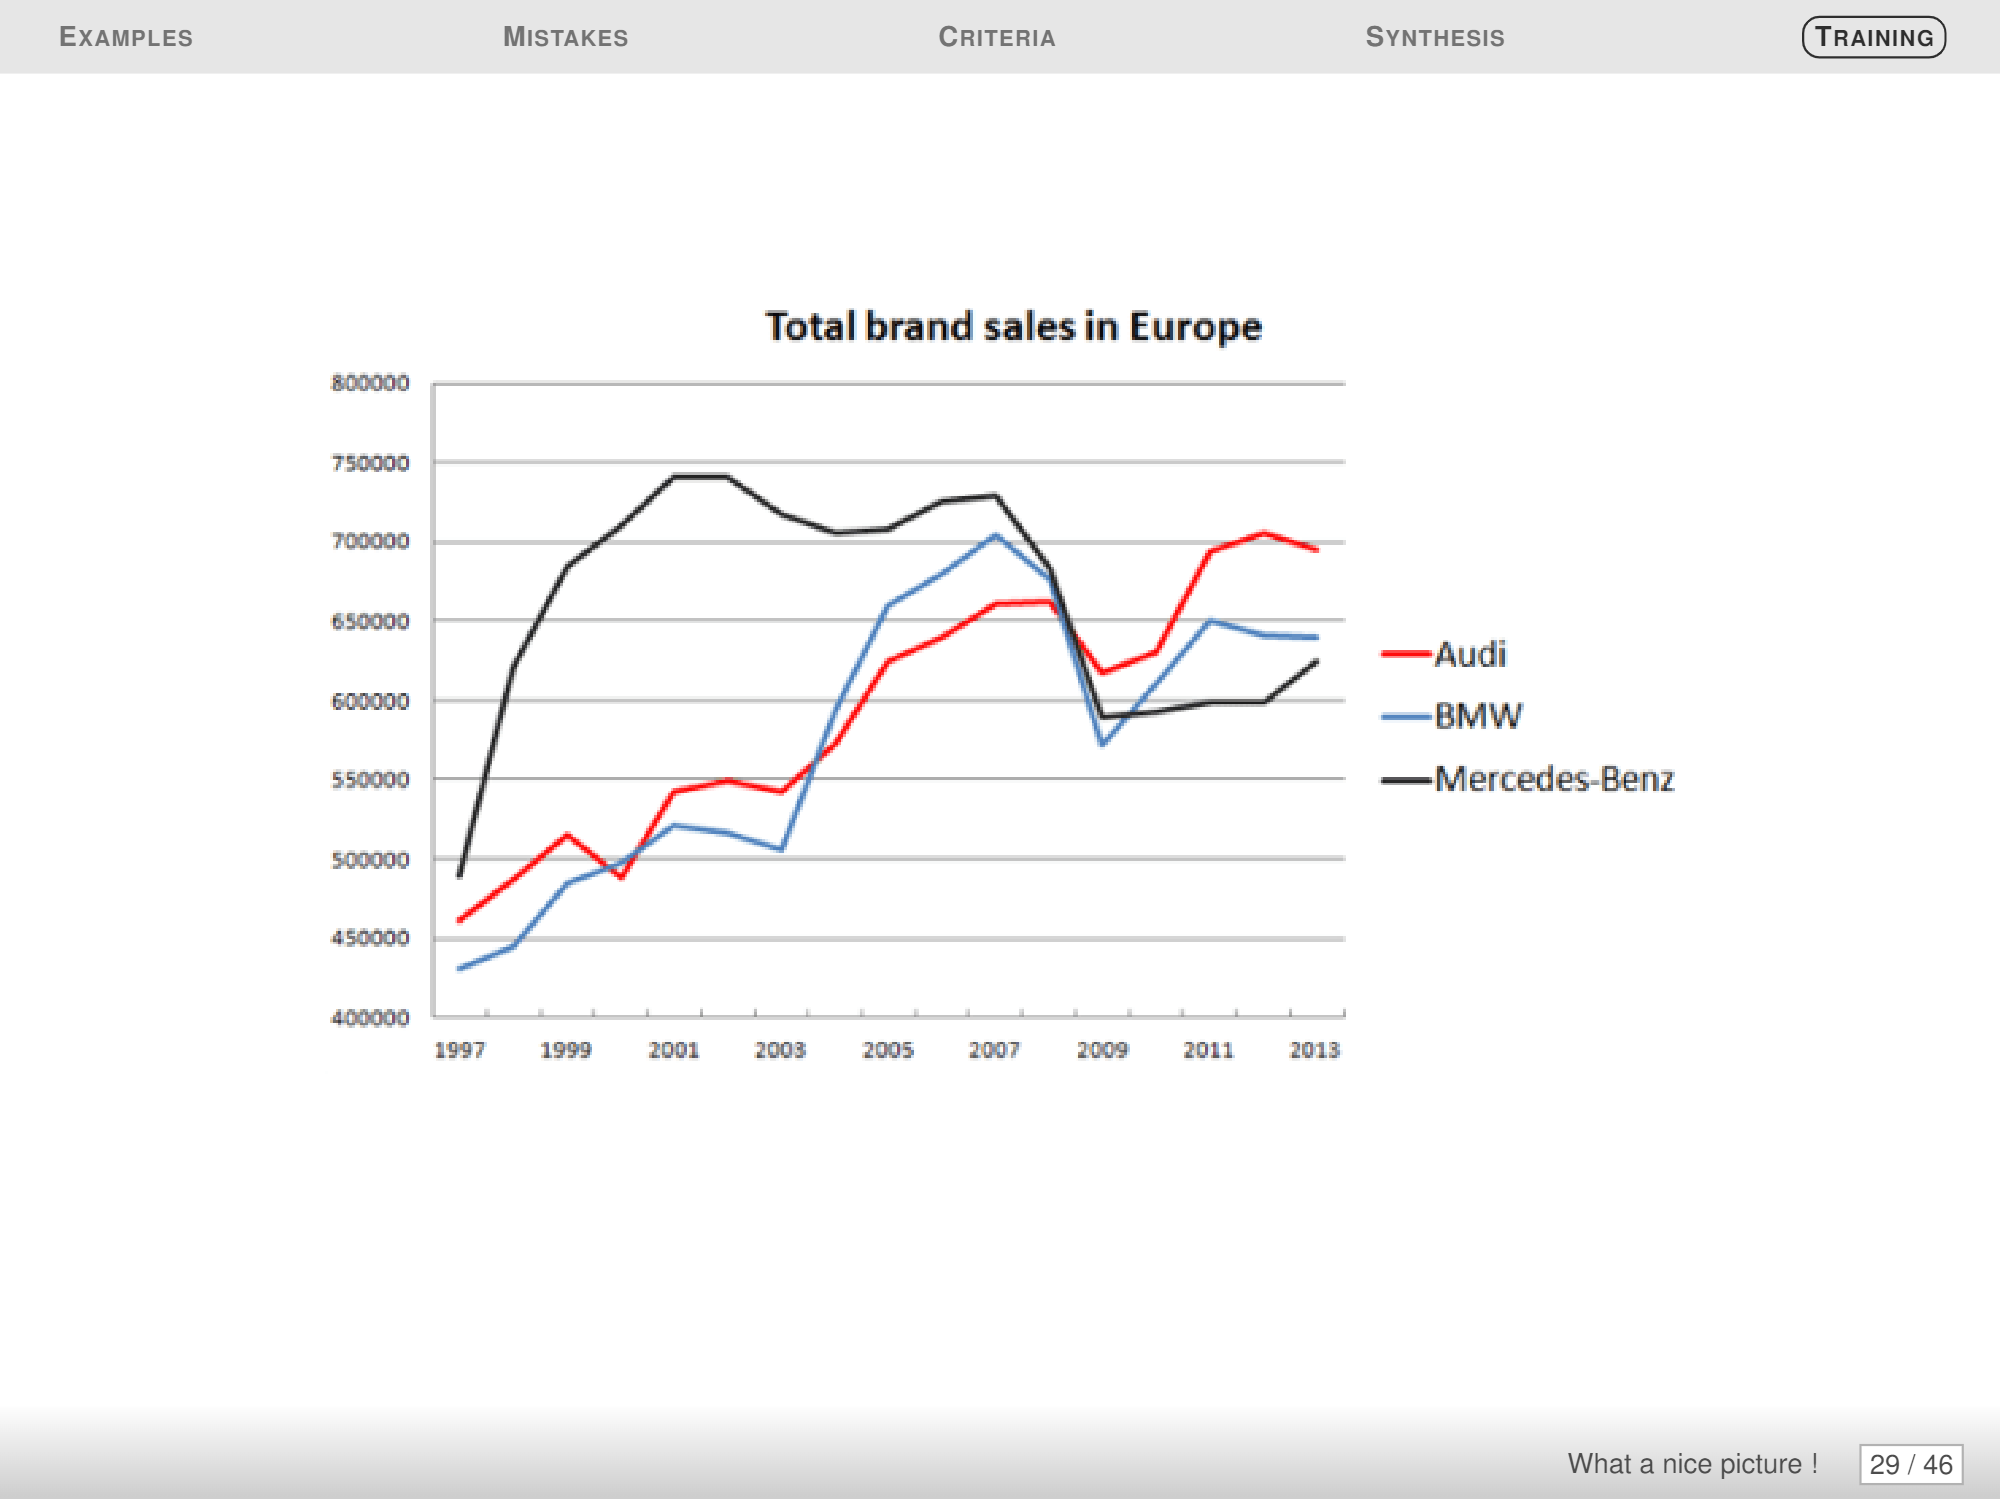 EXAMPLES MISTAKES CRITERIA SYNTHESIS TRAINING
Total brand sales in Europe
800000
750000
700000
650000
600000
550000
500000
450000
400000
1997 1999 2001 2003 2005 2007 2009 2011 2013
Audi
BMW
Mercedes-Benz
What a nice picture ! 29 / 46